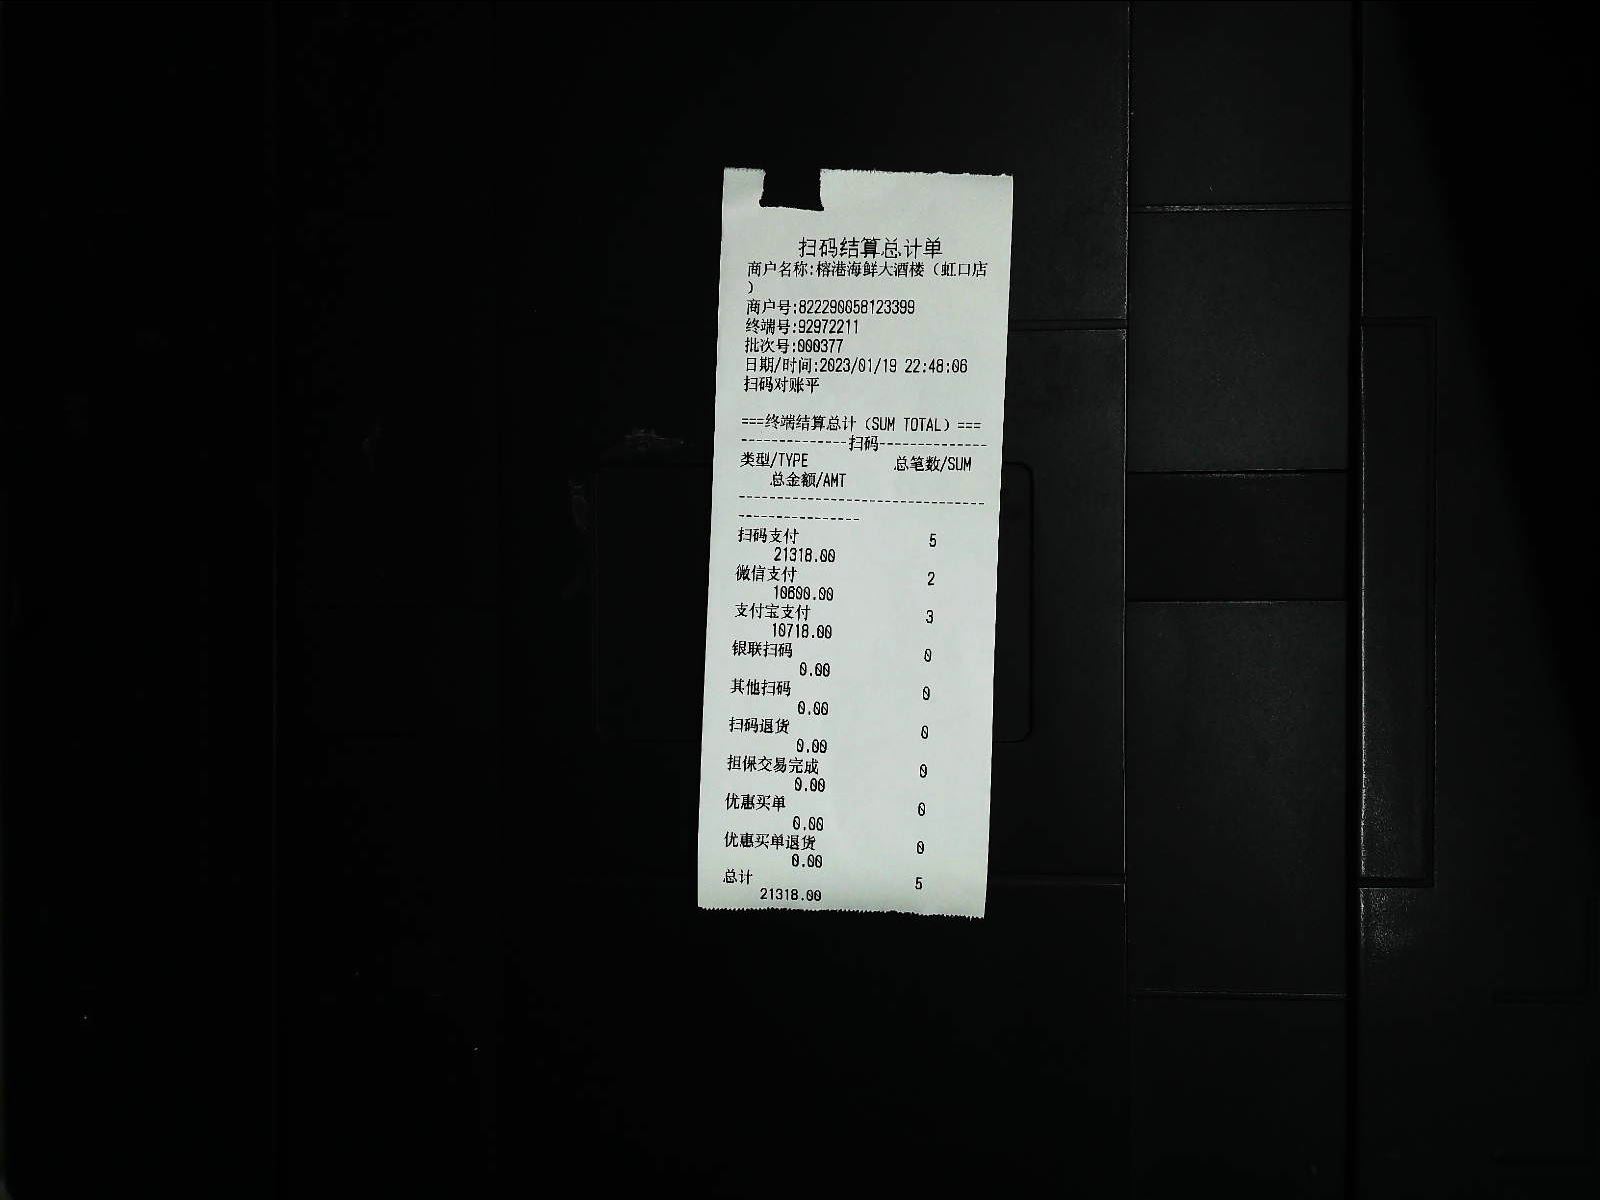 扫码结算总计单
商户名称:榕港海鲜大酒楼（虹口店
）
商户号:822290058123399
终端号:92972211
批次号:000377
日期/时间:2023/01/19 22:48:06
扫码对账平
===终端结算总计（SUM TOTAL）===
--------------扫码--------------
类型/TYPE 总笔数/SUM
总金额/AMT
--------------------------------
----------------
扫码支付 5
21318.00
微信支付 2
10600.00
支付宝支付 3
10718.00
银联扫码 0
0.00
其他扫码 0
0.00
扫码退货 0
0.00
担保交易完成 0
0.00
优惠买单 0
0.00
优惠买单退货 0
0.00
总计 5
21318.00